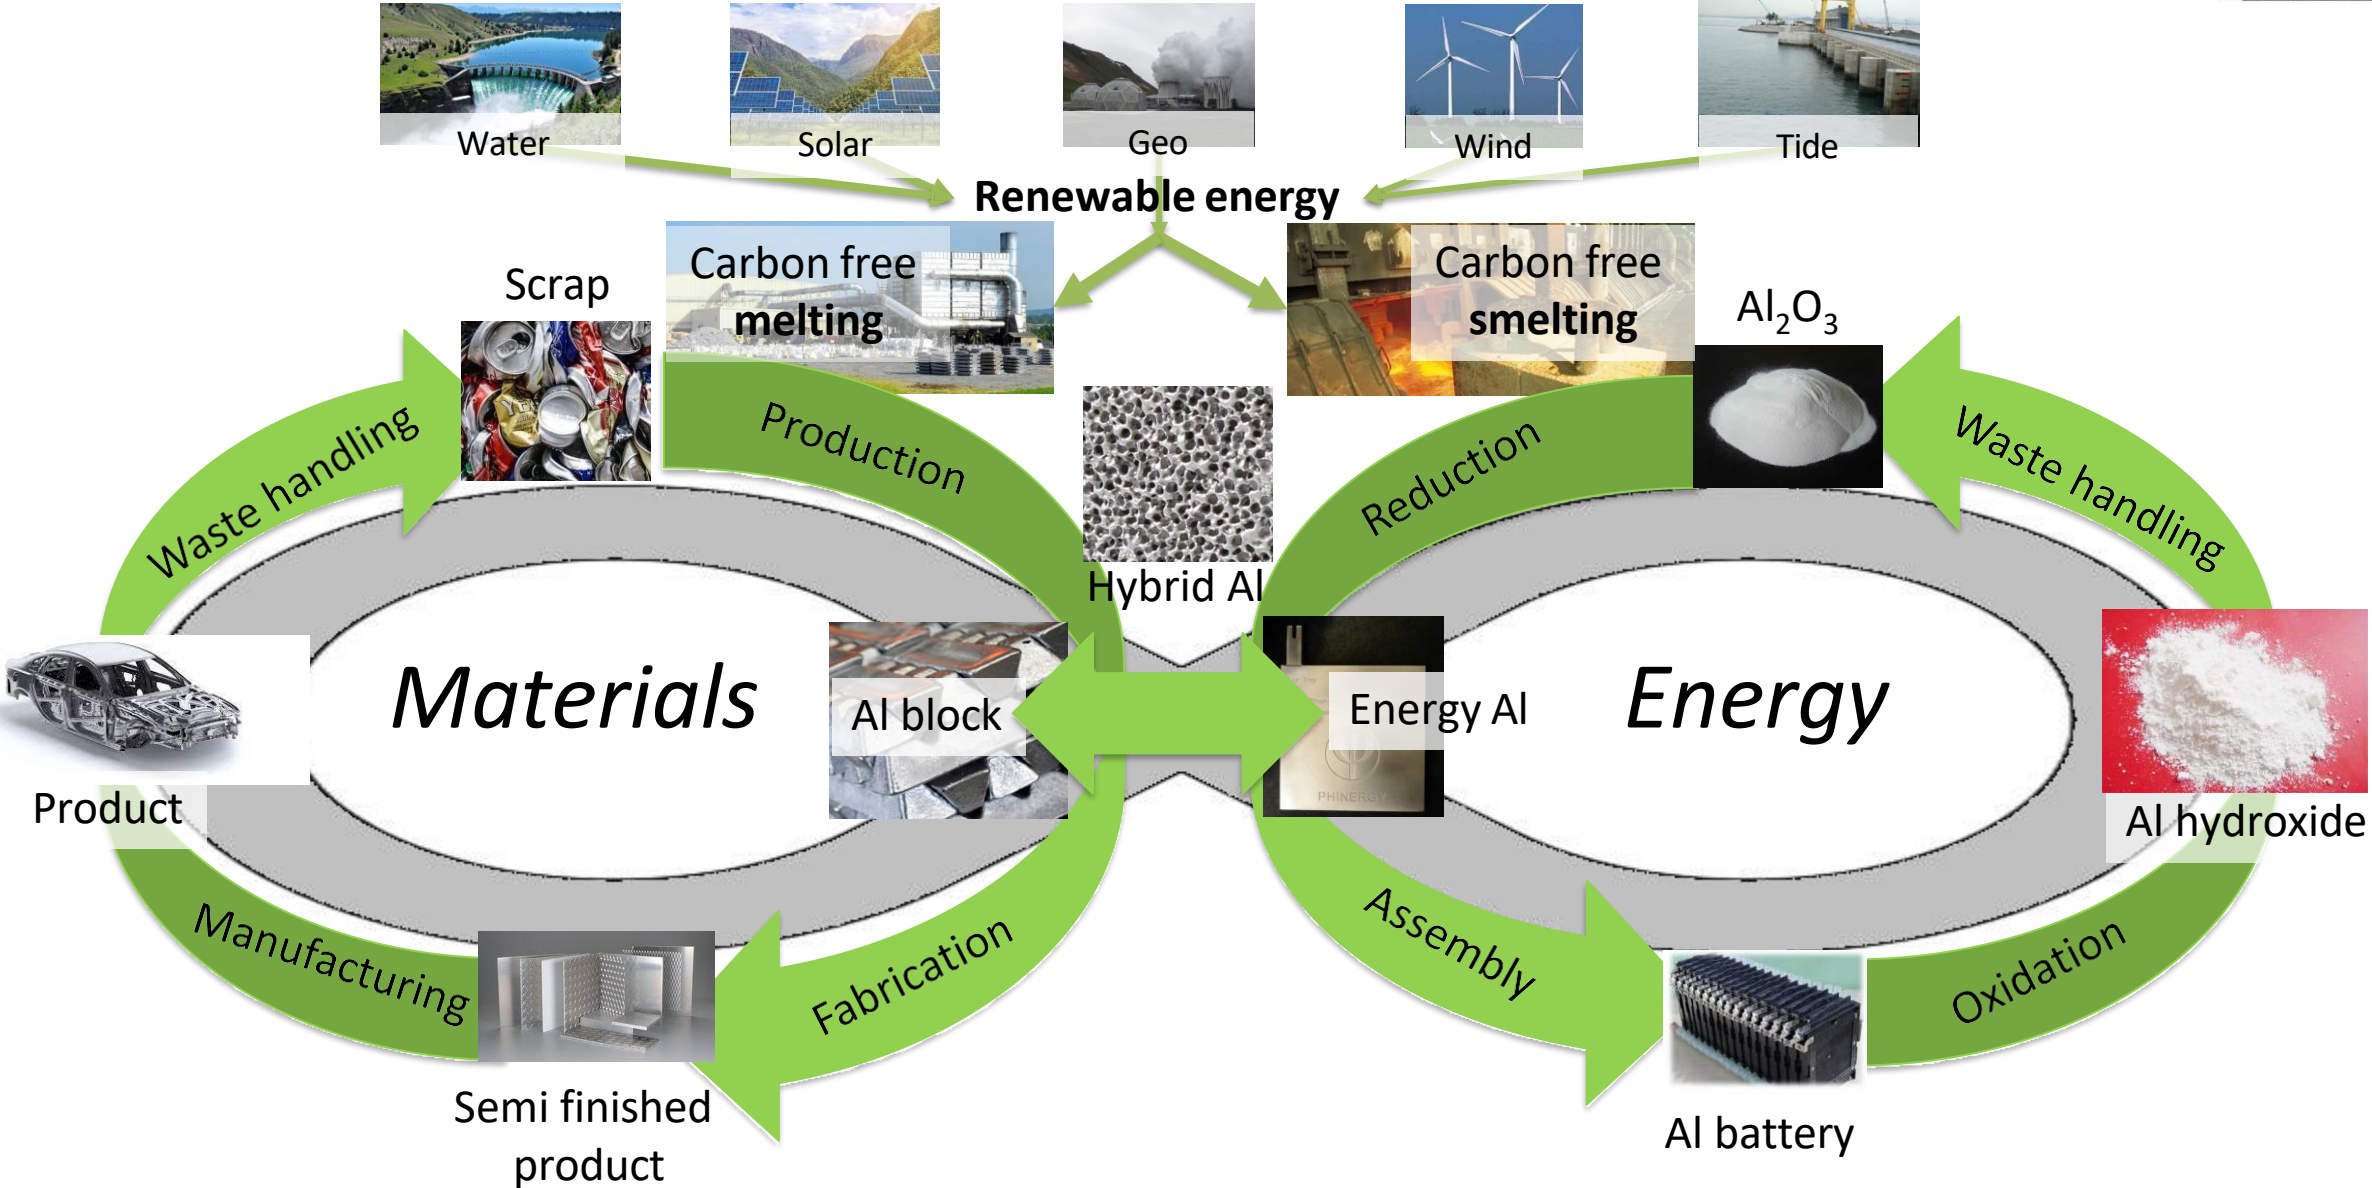 Water
Solar
Geo
Wind
Tide
Renewable energy
Carbon free
melting
Carbon free
smelting
Scrap
Al₂O₃
Waste handling
Production
Reduction
Waste handling
Hybrid Al
Materials
Al block
Energy Al
Energy
PHINERGY
Product
Al hydroxide
Manufacturing
Fabrication
Assembly
Oxidation
Semi finished
product
Al battery